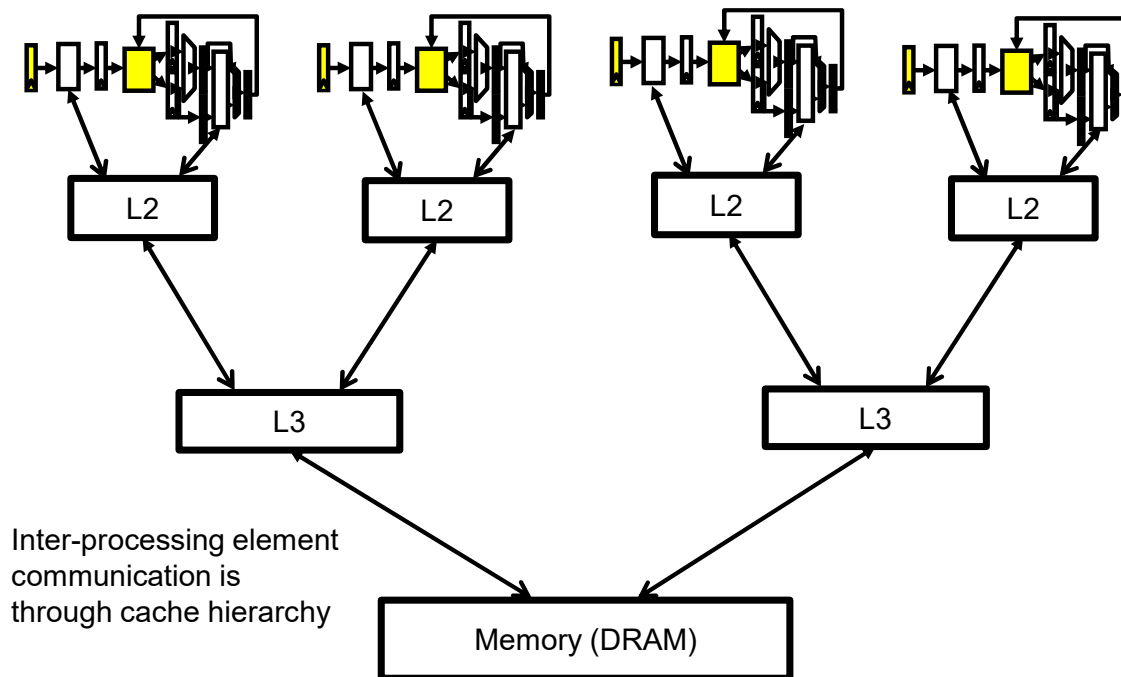 L2
L2
L2
L2
L3
L3
Inter-processing element
communication is
through cache hierarchy
Memory (DRAM)